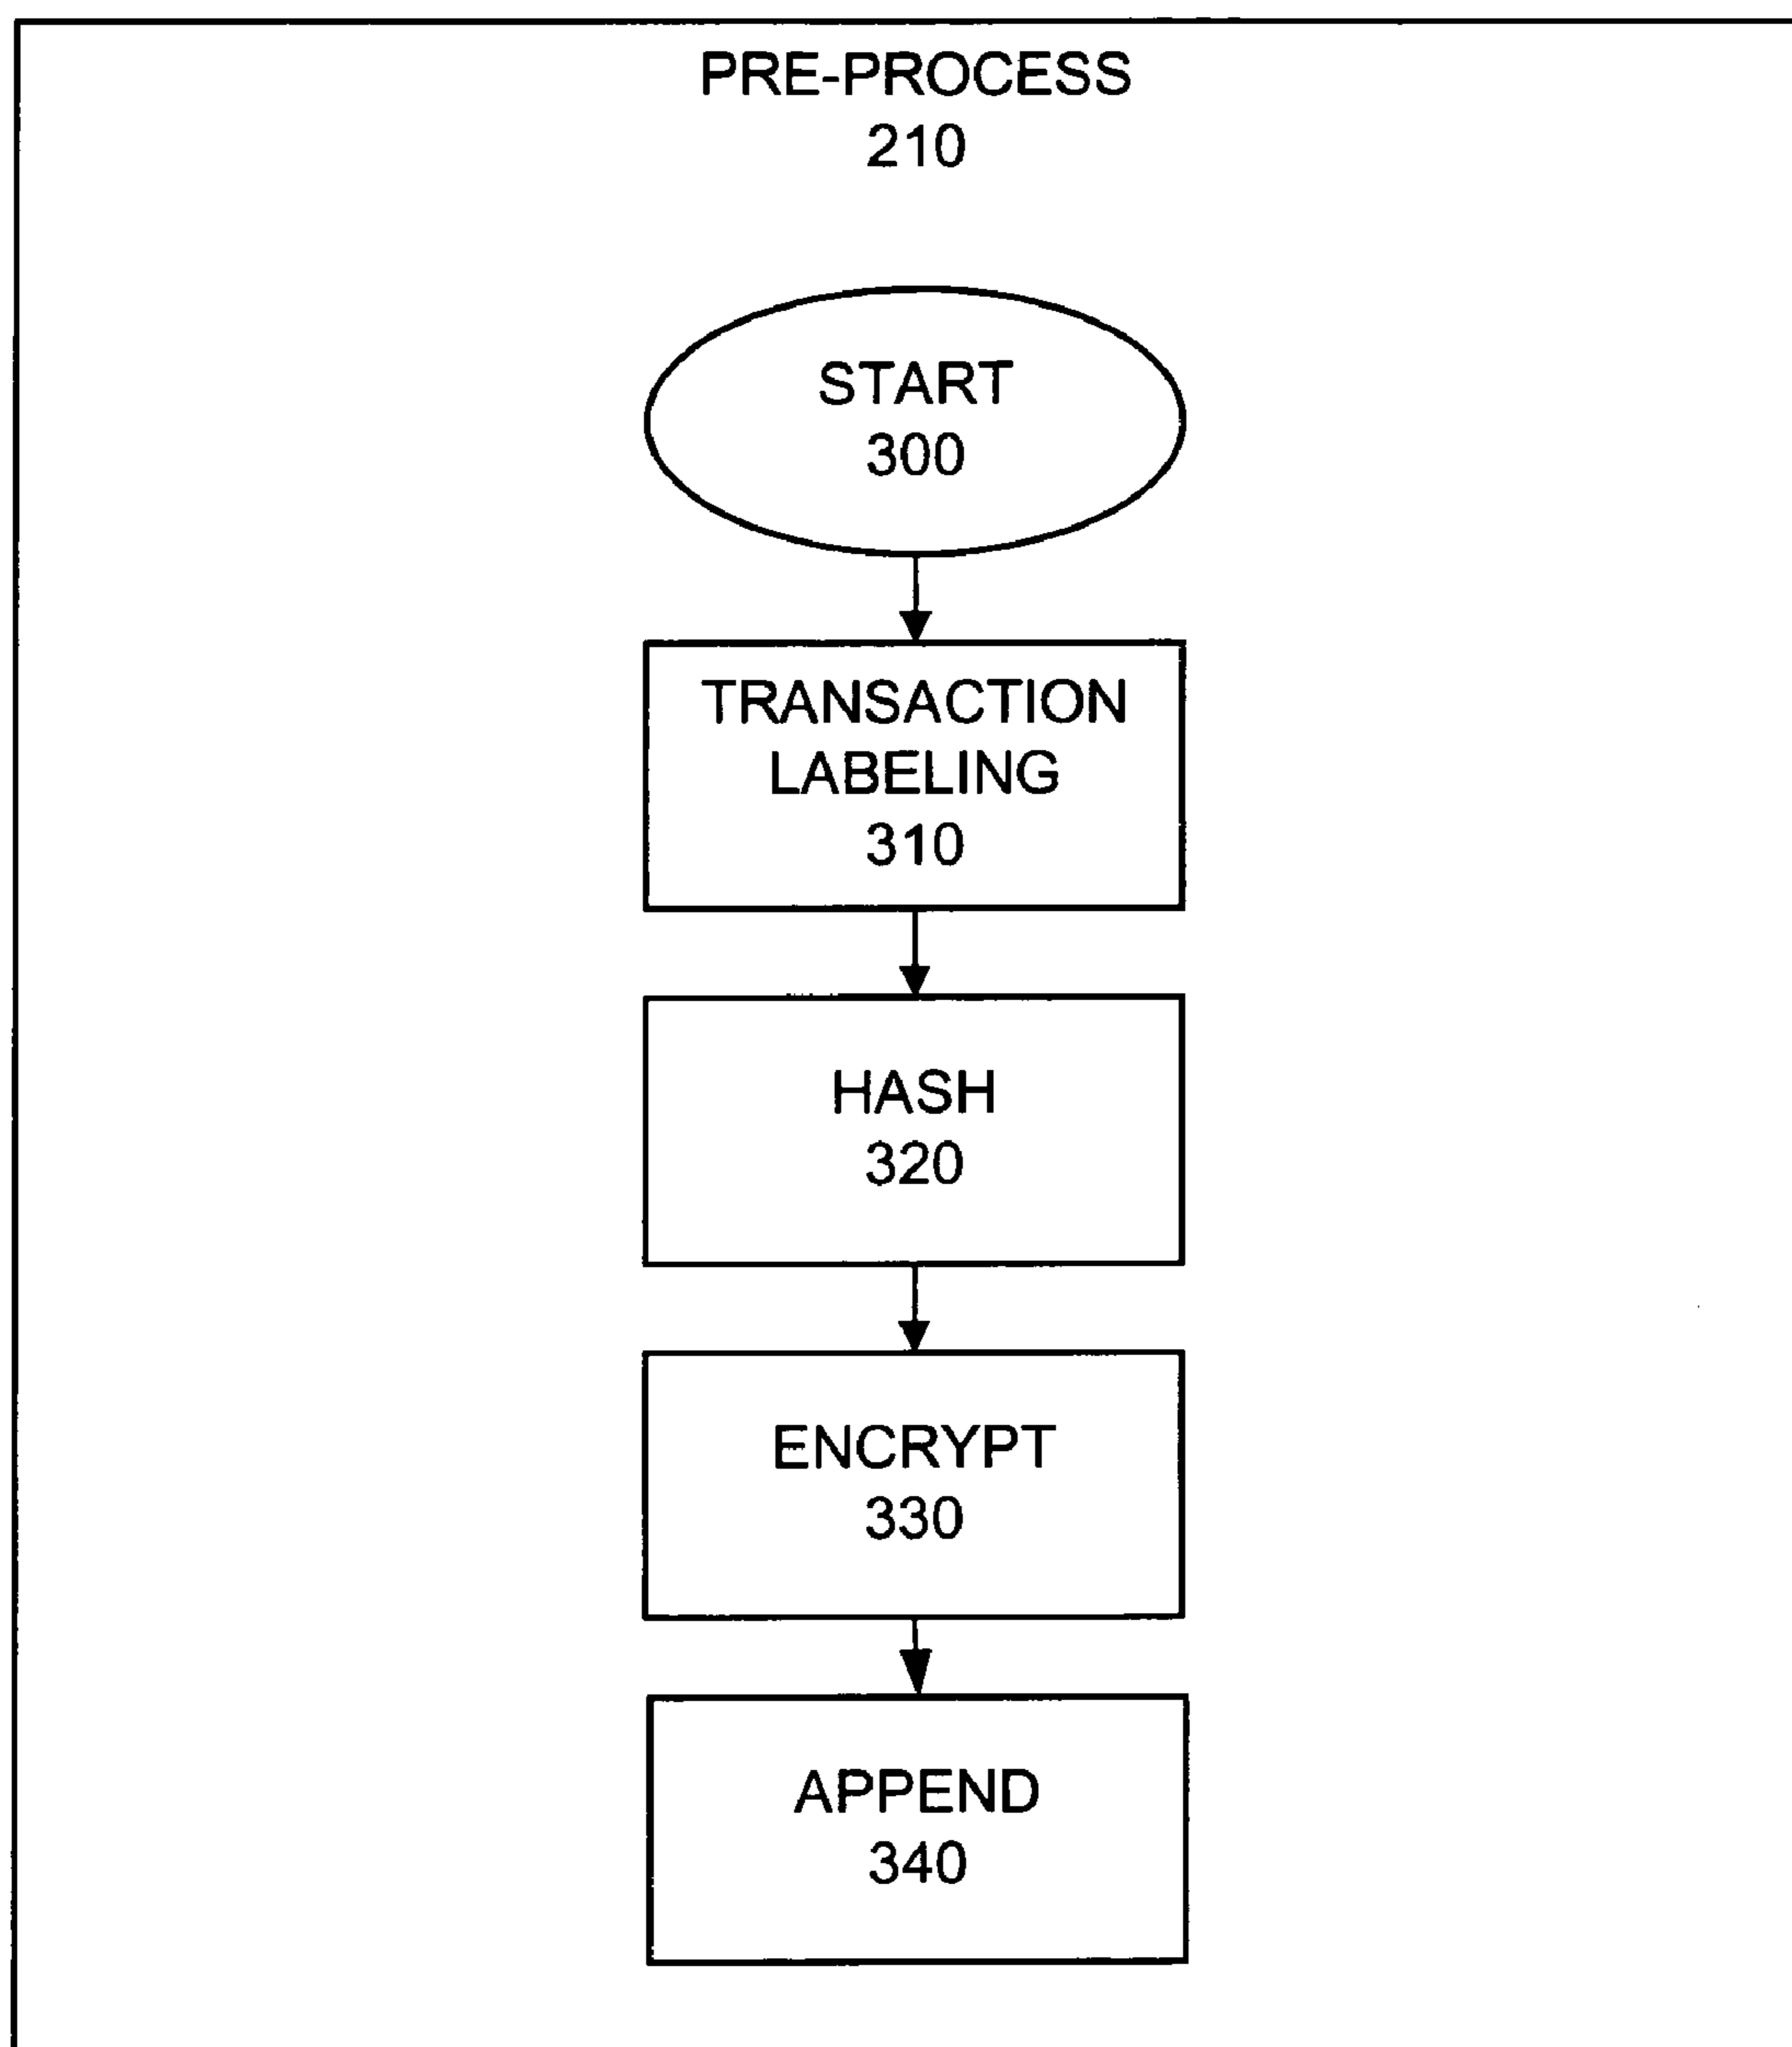 PRE-PROCESS
210
START
300
TRANSACTION
LABELING
310
HASH
320
ENCRYPT
330
APPEND
340